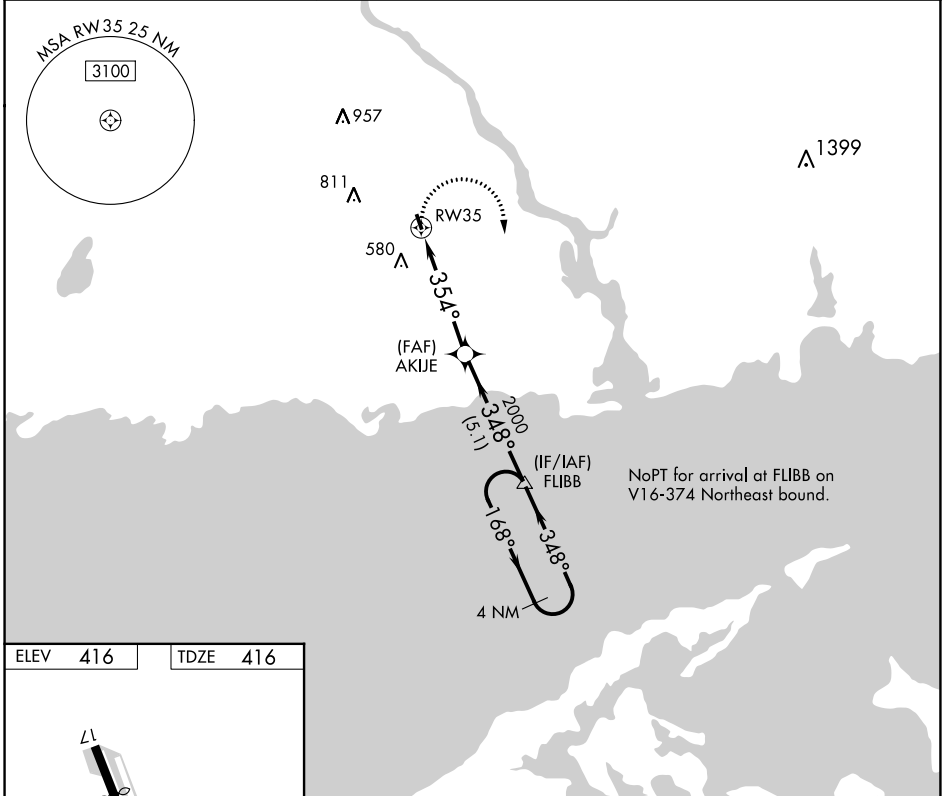 MSA RW35 25 NM
3100
957
1399
811
RW35
580
354°
(FAF)
AKIJE
2000
348°
(5.1)
(IF/IAF)
FLIBB
NoPT for arrival at FLIBB on
V16-374 Northeast bound.
168°
348°
4 NM
ELEV 416
TDZE 416
17